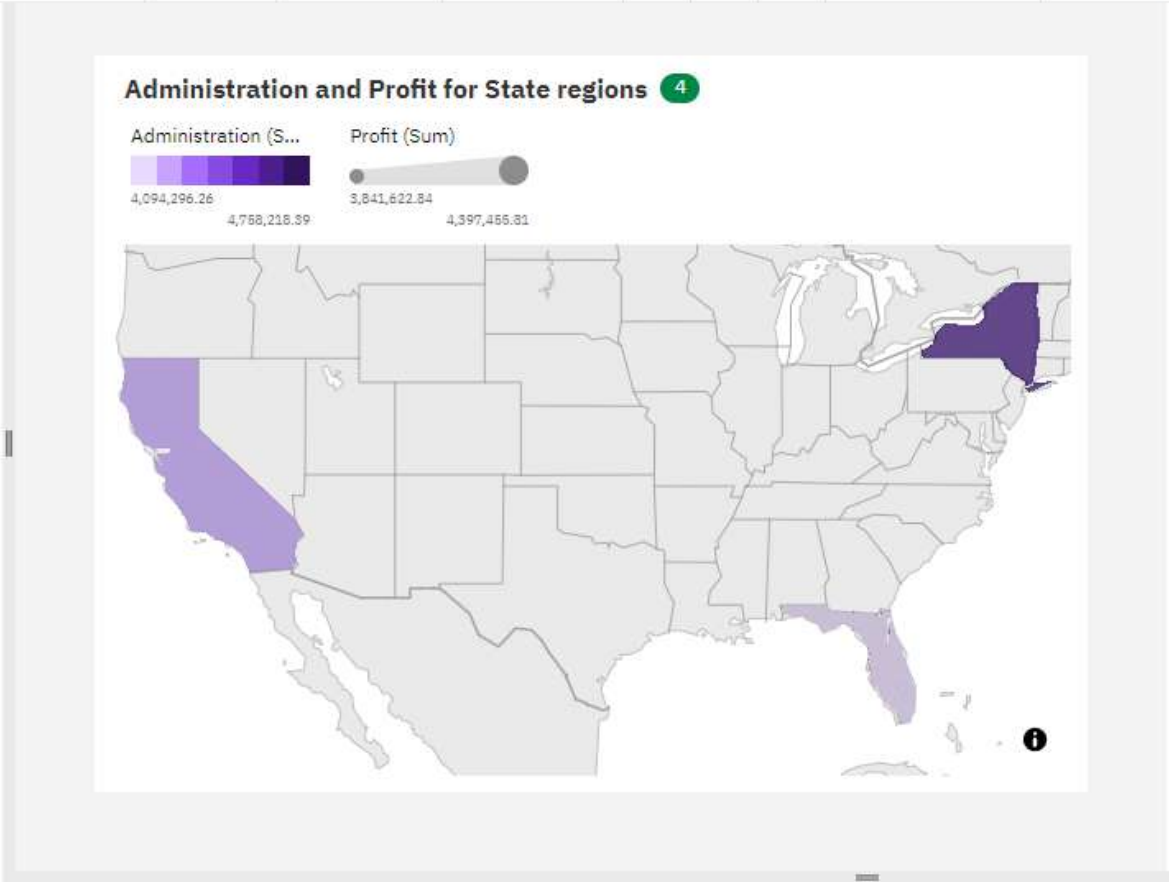 Administration and Profit for State regions 4
Administration (S... Profit (Sum)
4,094,296.26 3,841,622.84
4,758,218.39 4,397,455.81